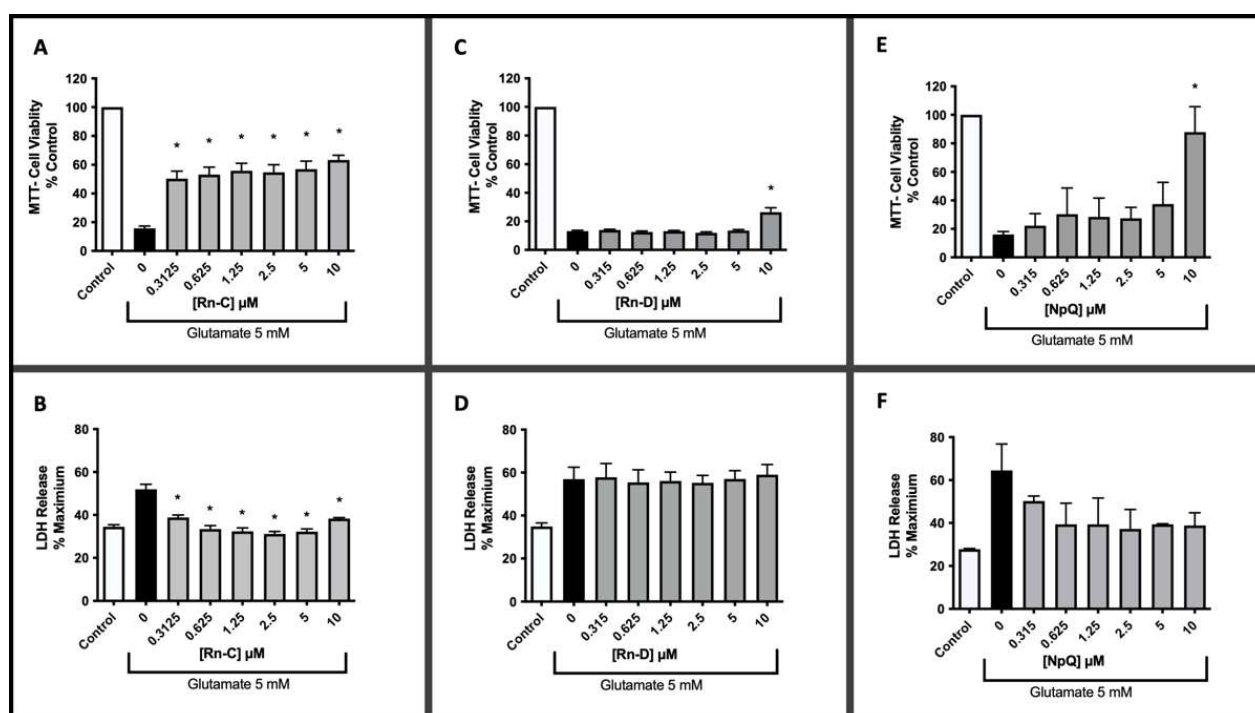 A
MTT- Cell Viablity
% Control
120
100
80
60
40
20
0
* * * * * *
Control 0 0.3125 0.625 1.25 2.5 5 10
[Rn-C] µM
Glutamate 5 mM
C
MTT- Cell Viablity
% Control
120
100
80
60
40
20
0
*
Control 0 0.315 0.625 1.25 2.5 5 10
[Rn-D] µM
Glutamate 5 mM
E
MTT- Cell Viablity
% Control
120
100
80
60
40
20
0
*
Control 0 0.315 0.625 1.25 2.5 5 10
[NpQ] µM
Glutamate 5 mM
B
LDH Release
% Maximium
80
60
40
20
0
* * * * * *
Control 0 0.3125 0.625 1.25 2.5 5 10
[Rn-C] µM
Glutamate 5 mM
D
LDH Release
% Maximium
80
60
40
20
0
Control 0 0.315 0.625 1.25 2.5 5 10
[Rn-D] µM
Glutamate 5 mM
F
LDH Release
% Maximium
80
60
40
20
0
Control 0 0.315 0.625 1.25 2.5 5 10
[NpQ] µM
Glutamate 5 mM